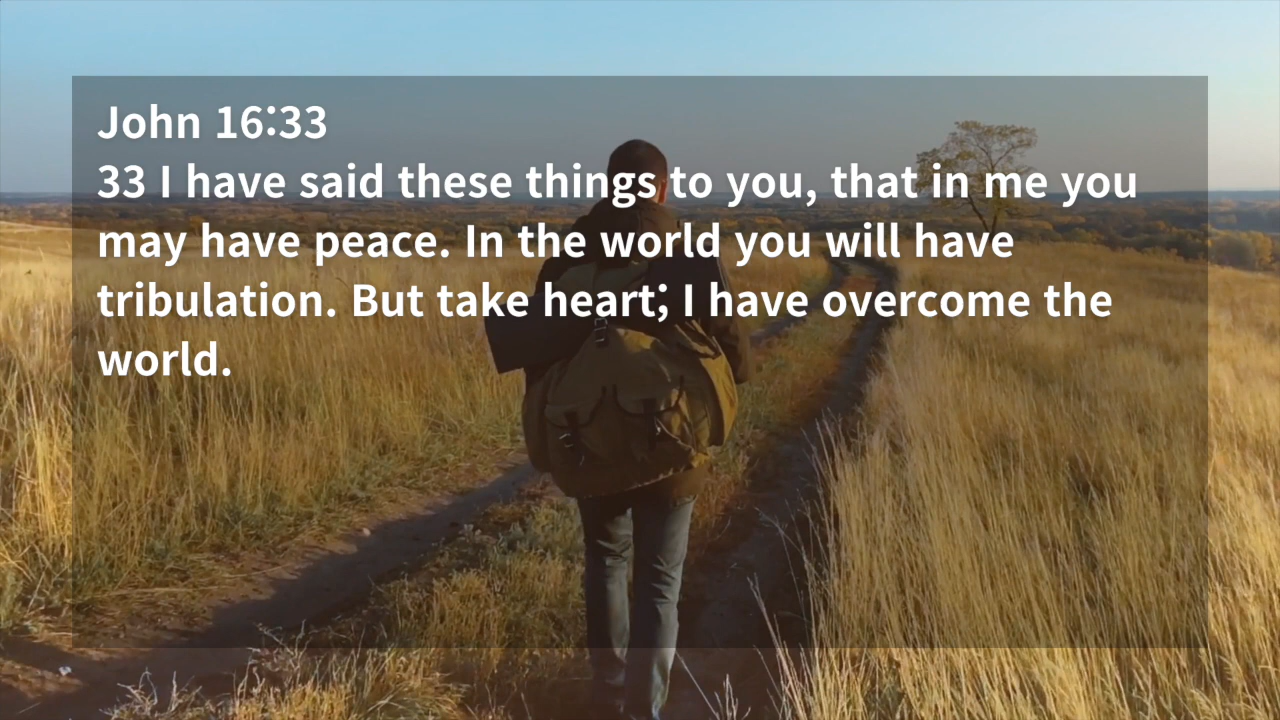 John 16:33
33 I have said these things to you, that in me you
may have peace. In the world you will have
tribulation. But take heart; I have overcome the
world.